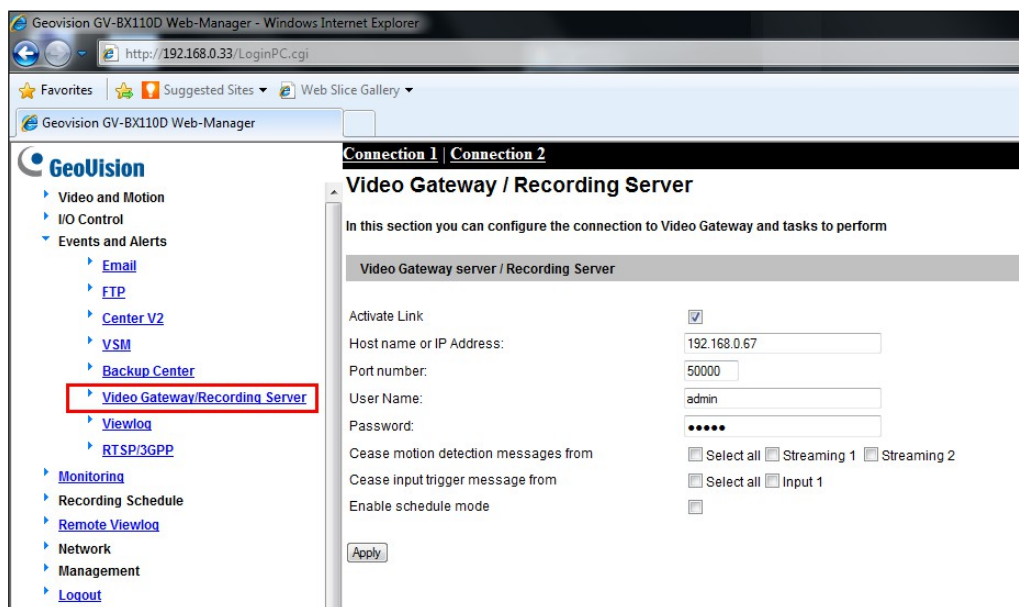 Geovision GV-BX110D Web-Manager - Windows Internet Explorer
http://192.168.0.33/LoginPC.cgi
Favorites Suggested Sites Web Slice Gallery
Geovision GV-BX110D Web-Manager
GeoVision
Video and Motion
I/O Control
Events and Alerts
Email
FTP
Center V2
VSM
Backup Center
Video Gateway/Recording Server
Viewlog
RTSP/3GPP
Monitoring
Recording Schedule
Remote Viewlog
Network
Management
Logout
Connection 1 | Connection 2
Video Gateway / Recording Server
In this section you can configure the connection to Video Gateway and tasks to perform
Video Gateway server / Recording Server
Activate Link
Host name or IP Address: 192.168.0.67
Port number: 50000
User Name: admin
Password: •••••
Cease motion detection messages from Select all Streaming 1 Streaming 2
Cease input trigger message from Select all Input 1
Enable schedule mode
Apply